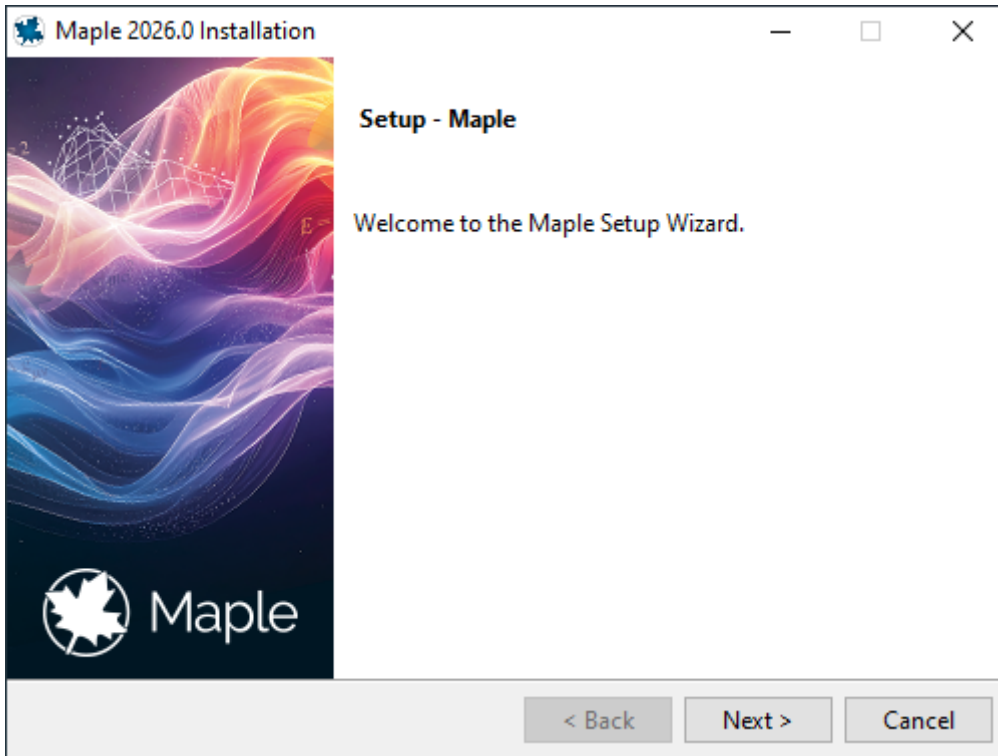 Maple 2026.0 Installation
Setup - Maple
Welcome to the Maple Setup Wizard.
Maple
< Back
Next >
Cancel